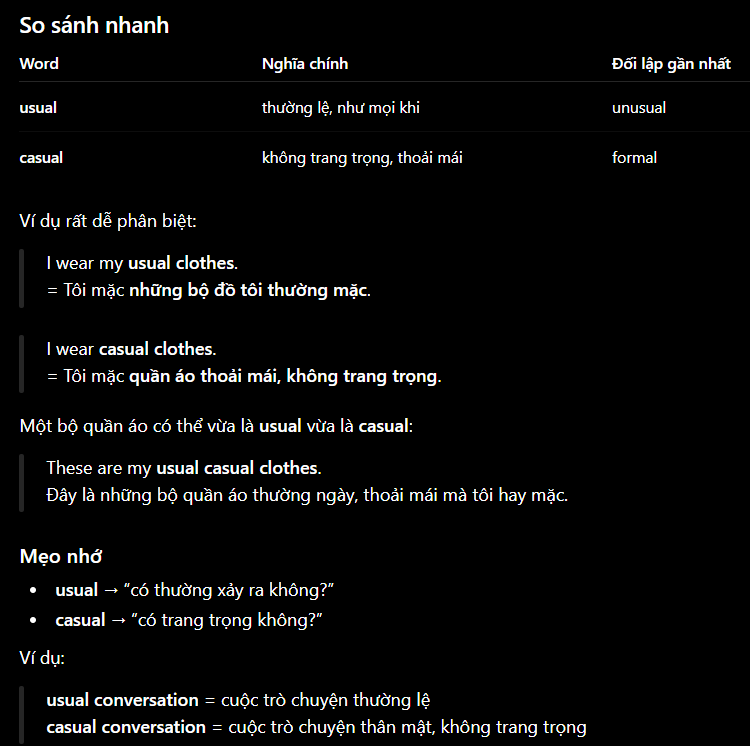 So sánh nhanh
Word Nghĩa chính Đối lập gần nhất
usual thường lệ, như mọi khi unusual
casual không trang trọng, thoải mái formal
Ví dụ rất dễ phân biệt:
I wear my usual clothes.
= Tôi mặc những bộ đồ tôi thường mặc.
I wear casual clothes.
= Tôi mặc quần áo thoải mái, không trang trọng.
Một bộ quần áo có thể vừa là usual vừa là casual:
These are my usual casual clothes.
Đây là những bộ quần áo thường ngày, thoải mái mà tôi hay mặc.
Mẹo nhớ
• usual → “có thường xảy ra không?”
• casual → “có trang trọng không?”
Ví dụ:
usual conversation = cuộc trò chuyện thường lệ
casual conversation = cuộc trò chuyện thân mật, không trang trọng